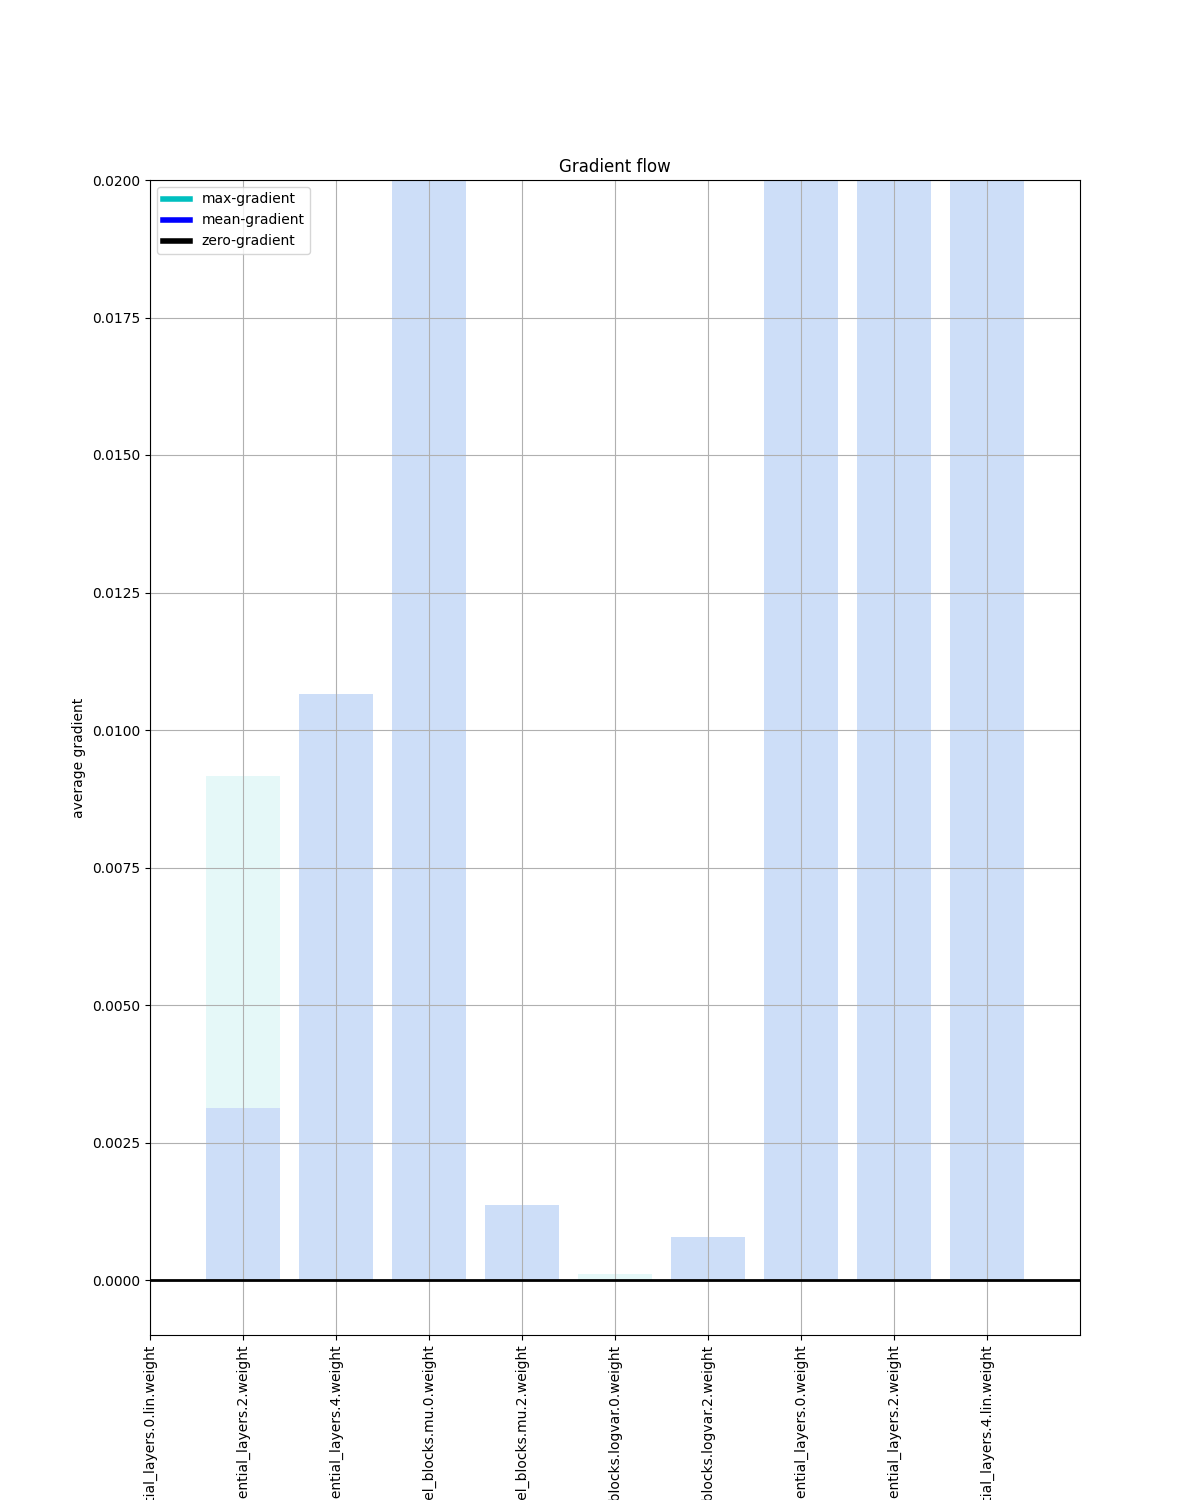 Gradient flow
max-gradient
mean-gradient
zero-gradient
0.0200
0.0175
0.0150
0.0125
0.0100
0.0075
0.0050
0.0025
0.0000
average gradient
tial_layers.0.lin.weight
ential_layers.2.weight
ential_layers.4.weight
el_blocks.mu.0.weight
el_blocks.mu.2.weight
blocks.logvar.0.weight
blocks.logvar.2.weight
ential_layers.0.weight
ential_layers.2.weight
tial_layers.4.lin.weight